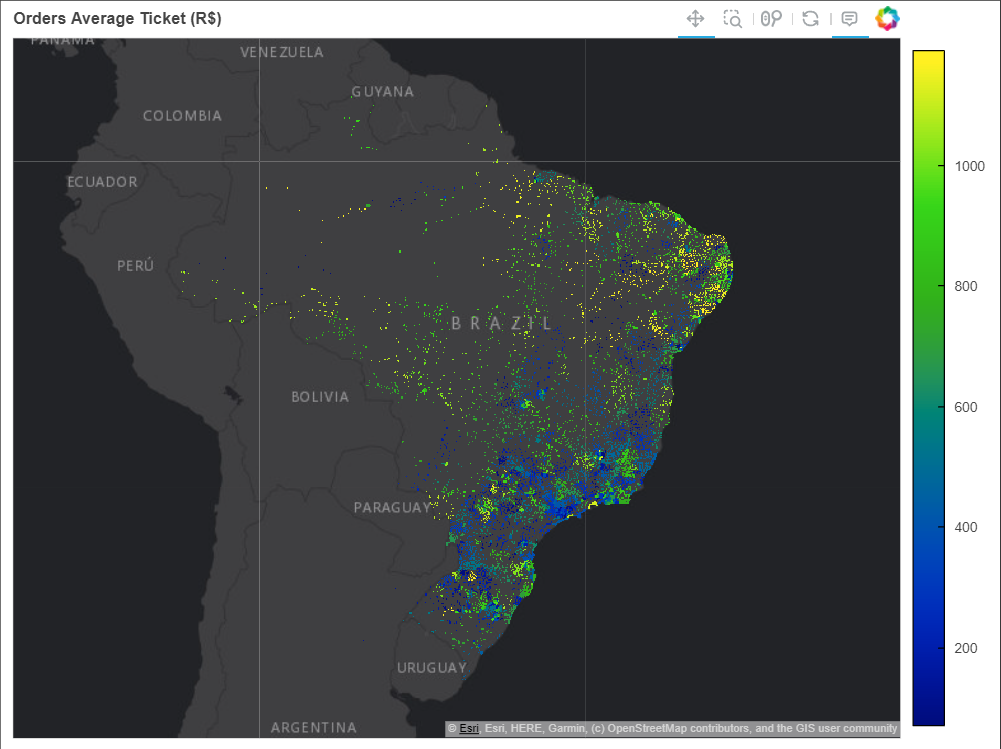 Orders Average Ticket (R$)
PANAMA
VENEZUELA
GUYANA
COLOMBIA
1000
ECUADOR
PERÚ
800
BRAZIL
BOLIVIA
600
PARAGUAY
400
URUGUAY
200
ARGENTINA
© Esri, Esri, HERE, Garmin, (c) OpenStreetMap contributors, and the GIS user community